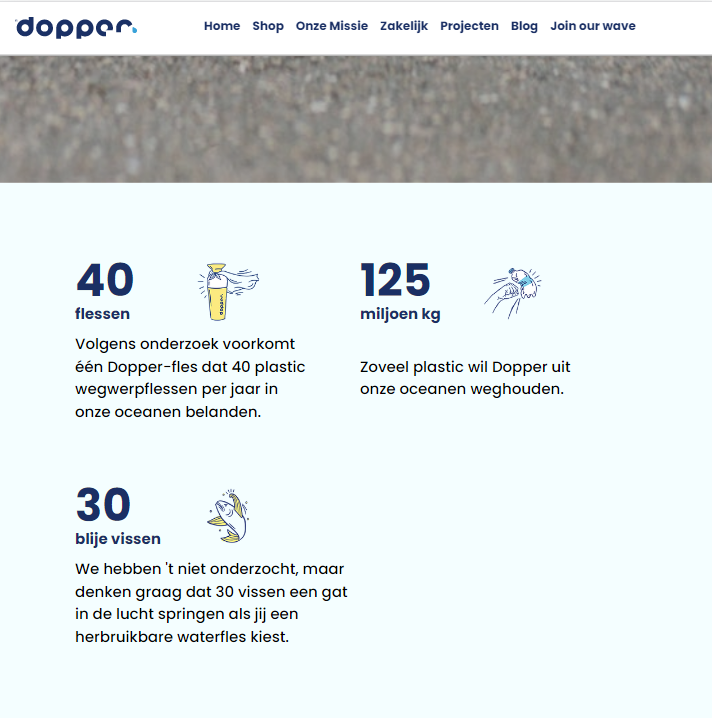 dopper
Home Shop Onze Missie Zakelijk Projecten Blog Join our wave
40
flessen
Volgens onderzoek voorkomt
één Dopper-fles dat 40 plastic
wegwerpflessen per jaar in
onze oceanen belanden.
dopper
125
miljoen kg
Zoveel plastic wil Dopper uit
onze oceanen weghouden.
30
blije vissen
We hebben 't niet onderzocht, maar
denken graag dat 30 vissen een gat
in de lucht springen als jij een
herbruikbare waterfles kiest.